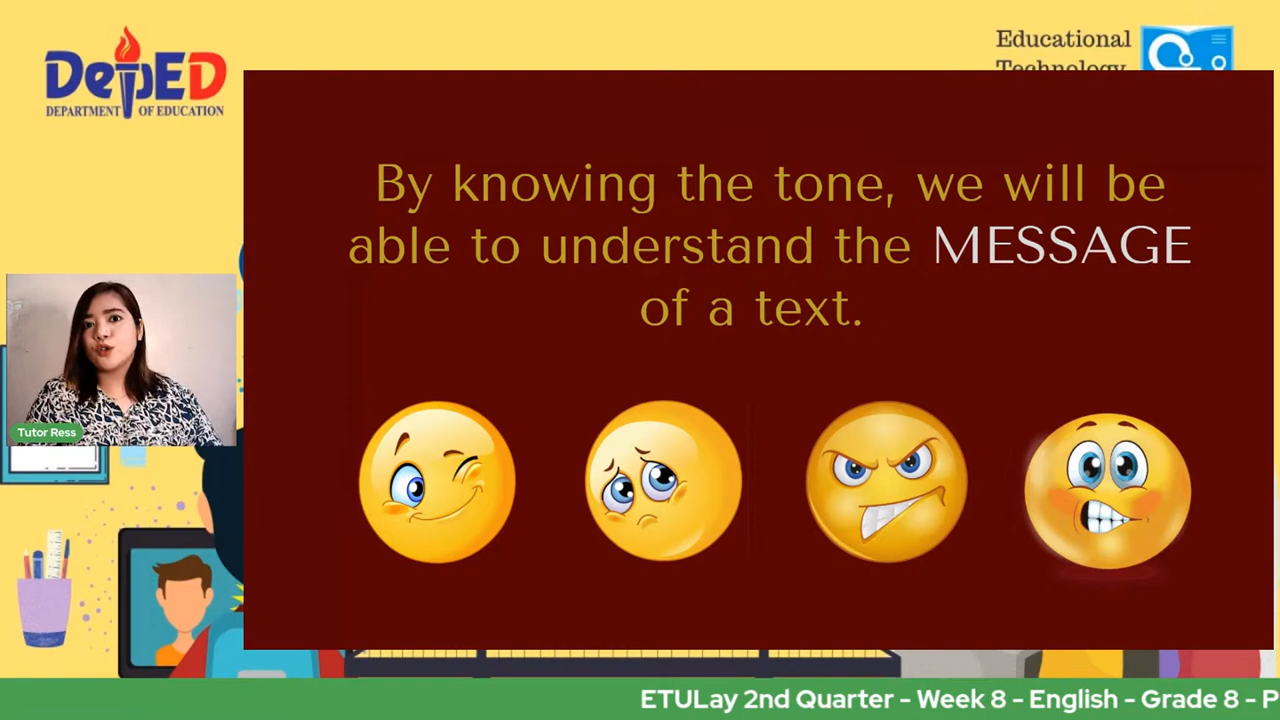 DepED
DEPARTMENT OF EDUCATION
Educational
Technology
By knowing the tone, we will be
able to understand the MESSAGE
of a text.
Tutor Ress
ETULay 2nd Quarter - Week 8 - English - Grade 8 - P